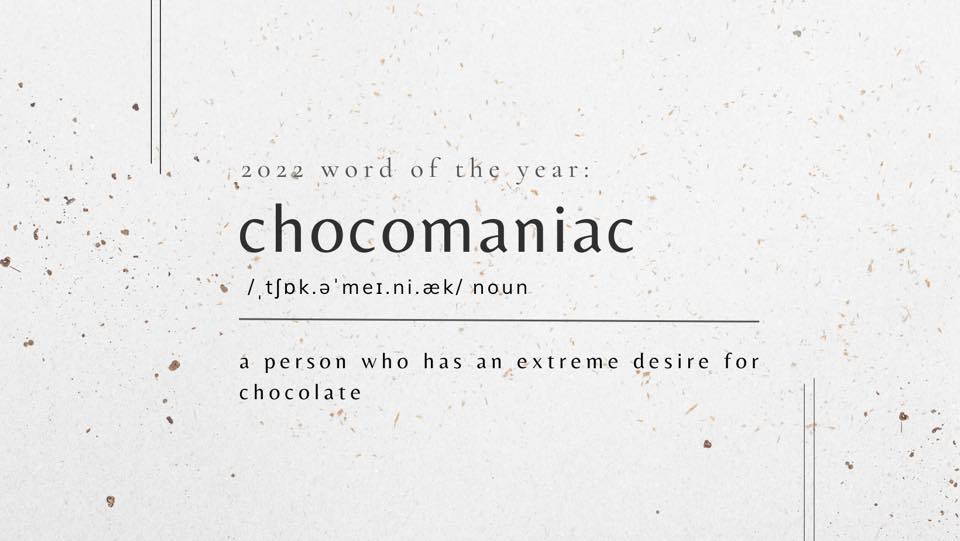 2022 word of the year:
chocomaniac
/ˌtʃɒk.əˈmeɪ.ni.æk/ noun
a person who has an extreme desire for
chocolate